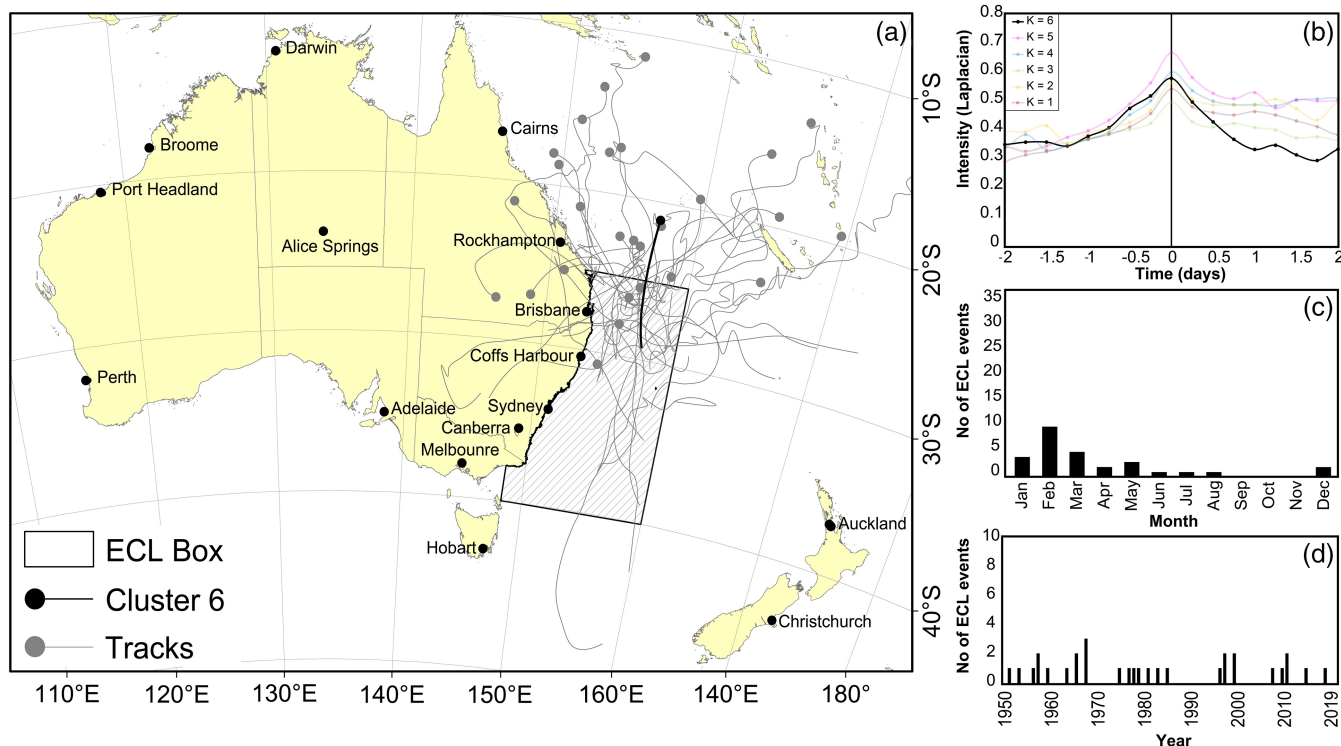 (a)
Darwin
Cairns
Broome
Port Headland
Alice Springs
Rockhampton
Brisbane
Coffs Harbour
Perth
Adelaide
Sydney
Canberra
Melbounre
Hobart
Auckland
Christchurch
ECL Box
Cluster 6
Tracks
10°S
20°S
30°S
40°S
110°E 120°E 130°E 140°E 150°E 160°E 140°E 180°
(b)
K = 6
K = 5
K = 4
K = 3
K = 2
K = 1
Intensity (Laplacian)
0.8
0.7
0.6
0.5
0.4
0.3
0.2
0.1
0
-2 -1.5 -1 -0.5 0 0.5 1 1.5 2
Time (days)
(c)
No of ECL events
35
30
25
20
15
10
5
0
Jan Feb Mar Apr May Jun Jul Aug Sep Oct Nov Dec
Month
(d)
No of ECL events
10
8
6
4
2
0
1950 1960 1970 1980 1990 2000 2010 2019
Year